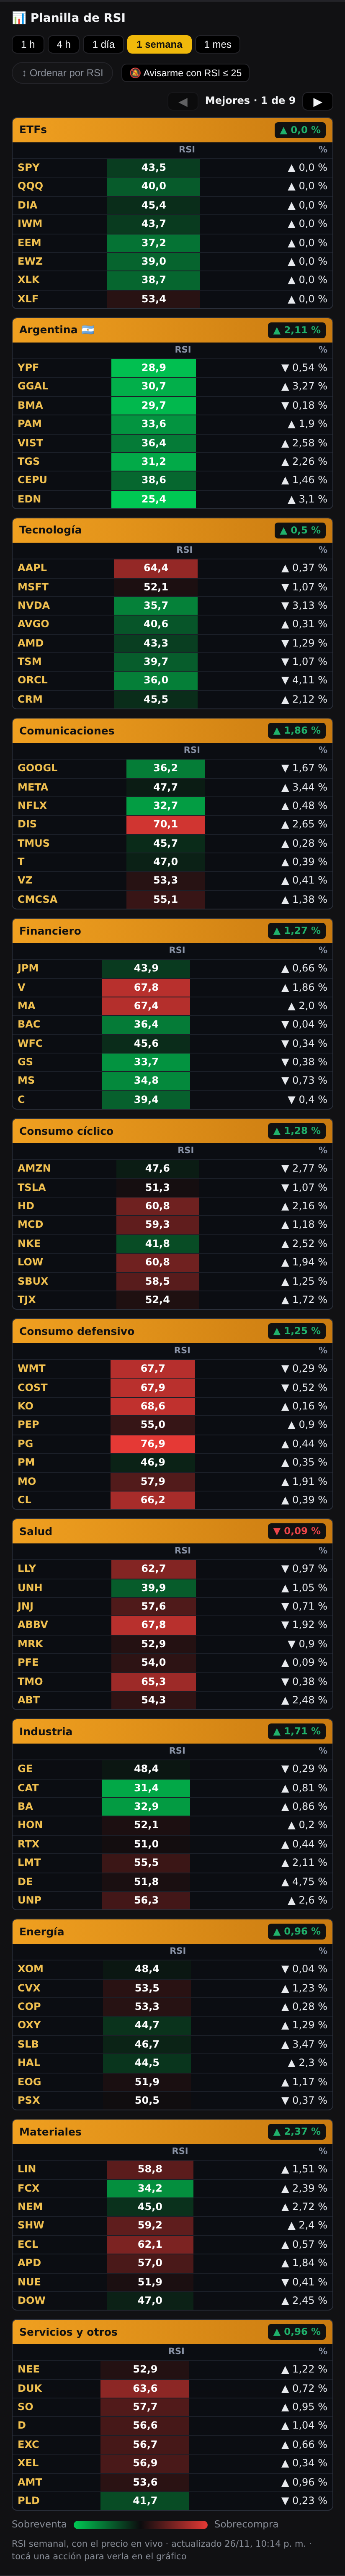 📊 Planilla de RSI
1 h 4 h 1 día 1 semana 1 mes
↕ Ordenar por RSI 🔕 Avisarme con RSI ≤ 25
◀ Mejores · 1 de 9 ▶
ETFs ▲ 0,0 %
RSI %
SPY 43,5 ▲ 0,0 %
QQQ 40,0 ▲ 0,0 %
DIA 45,4 ▲ 0,0 %
IWM 43,7 ▲ 0,0 %
EEM 37,2 ▲ 0,0 %
EWZ 39,0 ▲ 0,0 %
XLK 38,7 ▲ 0,0 %
XLF 53,4 ▲ 0,0 %
Argentina 🇦🇷 ▲ 2,11 %
RSI %
YPF 28,9 ▼ 0,54 %
GGAL 30,7 ▲ 3,27 %
BMA 29,7 ▼ 0,18 %
PAM 33,6 ▲ 1,9 %
VIST 36,4 ▲ 2,58 %
TGS 31,2 ▲ 2,26 %
CEPU 38,6 ▲ 1,46 %
EDN 25,4 ▲ 3,1 %
Tecnología ▲ 0,5 %
RSI %
AAPL 64,4 ▲ 0,37 %
MSFT 52,1 ▼ 1,07 %
NVDA 35,7 ▼ 3,13 %
AVGO 40,6 ▲ 0,31 %
AMD 43,3 ▼ 1,29 %
TSM 39,7 ▼ 1,07 %
ORCL 36,0 ▼ 4,11 %
CRM 45,5 ▲ 2,12 %
Comunicaciones ▲ 1,86 %
RSI %
GOOGL 36,2 ▼ 1,67 %
META 47,7 ▲ 3,44 %
NFLX 32,7 ▲ 0,48 %
DIS 70,1 ▲ 2,65 %
TMUS 45,7 ▲ 0,28 %
T 47,0 ▲ 0,39 %
VZ 53,3 ▲ 0,41 %
CMCSA 55,1 ▲ 1,38 %
Financiero ▲ 1,27 %
RSI %
JPM 43,9 ▲ 0,66 %
V 67,8 ▲ 1,86 %
MA 67,4 ▲ 2,0 %
BAC 36,4 ▼ 0,04 %
WFC 45,6 ▼ 0,34 %
GS 33,7 ▼ 0,38 %
MS 34,8 ▼ 0,73 %
C 39,4 ▼ 0,4 %
Consumo cíclico ▲ 1,28 %
RSI %
AMZN 47,6 ▼ 2,77 %
TSLA 51,3 ▼ 1,07 %
HD 60,8 ▲ 2,16 %
MCD 59,3 ▲ 1,18 %
NKE 41,8 ▲ 2,52 %
LOW 60,8 ▲ 1,94 %
SBUX 58,5 ▲ 1,25 %
TJX 52,4 ▲ 1,72 %
Consumo defensivo ▲ 1,25 %
RSI %
WMT 67,7 ▼ 0,29 %
COST 67,9 ▼ 0,52 %
KO 68,6 ▲ 0,16 %
PEP 55,0 ▲ 0,9 %
PG 76,9 ▲ 0,44 %
PM 46,9 ▲ 0,35 %
MO 57,9 ▲ 1,91 %
CL 66,2 ▲ 0,39 %
Salud ▼ 0,09 %
RSI %
LLY 62,7 ▼ 0,97 %
UNH 39,9 ▲ 1,05 %
JNJ 57,6 ▼ 0,71 %
ABBV 67,8 ▼ 1,92 %
MRK 52,9 ▼ 0,9 %
PFE 54,0 ▲ 0,09 %
TMO 65,3 ▼ 0,38 %
ABT 54,3 ▲ 2,48 %
Industria ▲ 1,71 %
RSI %
GE 48,4 ▼ 0,29 %
CAT 31,4 ▲ 0,81 %
BA 32,9 ▲ 0,86 %
HON 52,1 ▲ 0,2 %
RTX 51,0 ▲ 0,44 %
LMT 55,5 ▲ 2,11 %
DE 51,8 ▲ 4,75 %
UNP 56,3 ▲ 2,6 %
Energía ▲ 0,96 %
RSI %
XOM 48,4 ▼ 0,04 %
CVX 53,5 ▲ 1,23 %
COP 53,3 ▲ 0,28 %
OXY 44,7 ▲ 1,29 %
SLB 46,7 ▲ 3,47 %
HAL 44,5 ▲ 2,3 %
EOG 51,9 ▲ 1,17 %
PSX 50,5 ▼ 0,37 %
Materiales ▲ 2,37 %
RSI %
LIN 58,8 ▲ 1,51 %
FCX 34,2 ▲ 2,39 %
NEM 45,0 ▲ 2,72 %
SHW 59,2 ▲ 2,4 %
ECL 62,1 ▲ 0,57 %
APD 57,0 ▲ 1,84 %
NUE 51,9 ▼ 0,41 %
DOW 47,0 ▲ 2,45 %
Servicios y otros ▲ 0,96 %
RSI %
NEE 52,9 ▲ 1,22 %
DUK 63,6 ▲ 0,72 %
SO 57,7 ▲ 0,95 %
D 56,6 ▲ 1,04 %
EXC 56,7 ▲ 0,66 %
XEL 56,9 ▲ 0,34 %
AMT 53,6 ▲ 0,96 %
PLD 41,7 ▼ 0,23 %
Sobreventa Sobrecompra
RSI semanal, con el precio en vivo · actualizado 26/11, 10:14 p. m. ·
tocá una acción para verla en el gráfico